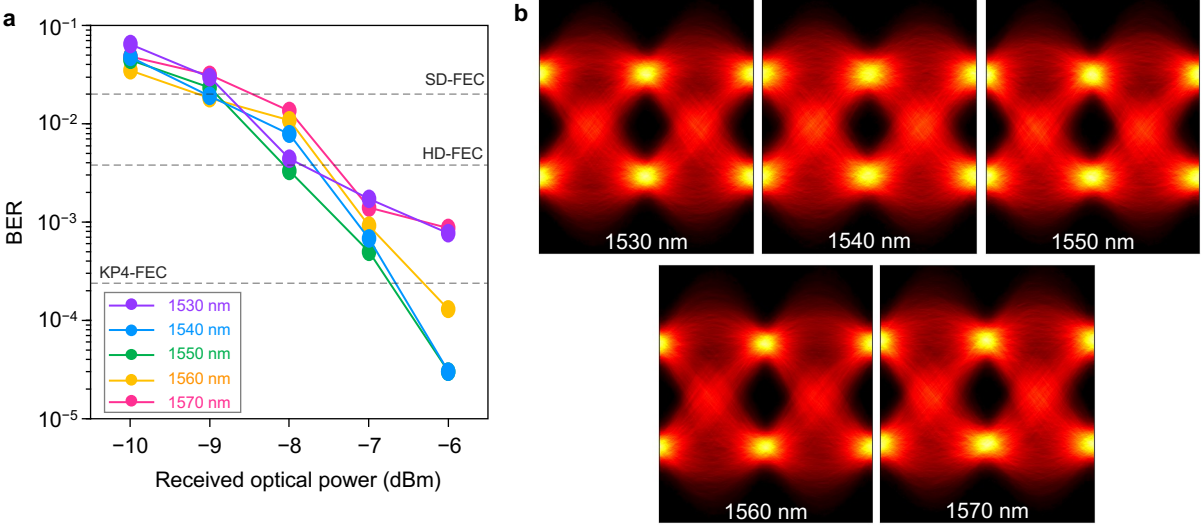 a
BER
10⁻¹
10⁻²
10⁻³
10⁻⁴
10⁻⁵
SD-FEC
HD-FEC
KP4-FEC
1530 nm
1540 nm
1550 nm
1560 nm
1570 nm
−10 −9 −8 −7 −6
Received optical power (dBm)
b
1530 nm
1540 nm
1550 nm
1560 nm
1570 nm